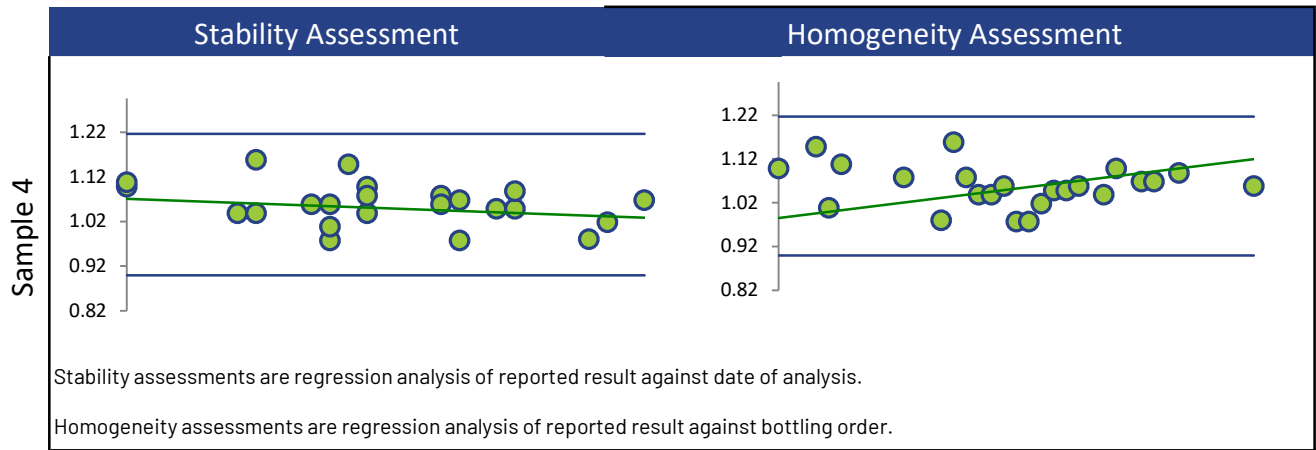 Stability Assessment
Homogeneity Assessment
Sample 4
1.22
1.12
1.02
0.92
0.82
1.22
1.12
1.02
0.92
0.82
Stability assessments are regression analysis of reported result against date of analysis.
Homogeneity assessments are regression analysis of reported result against bottling order.